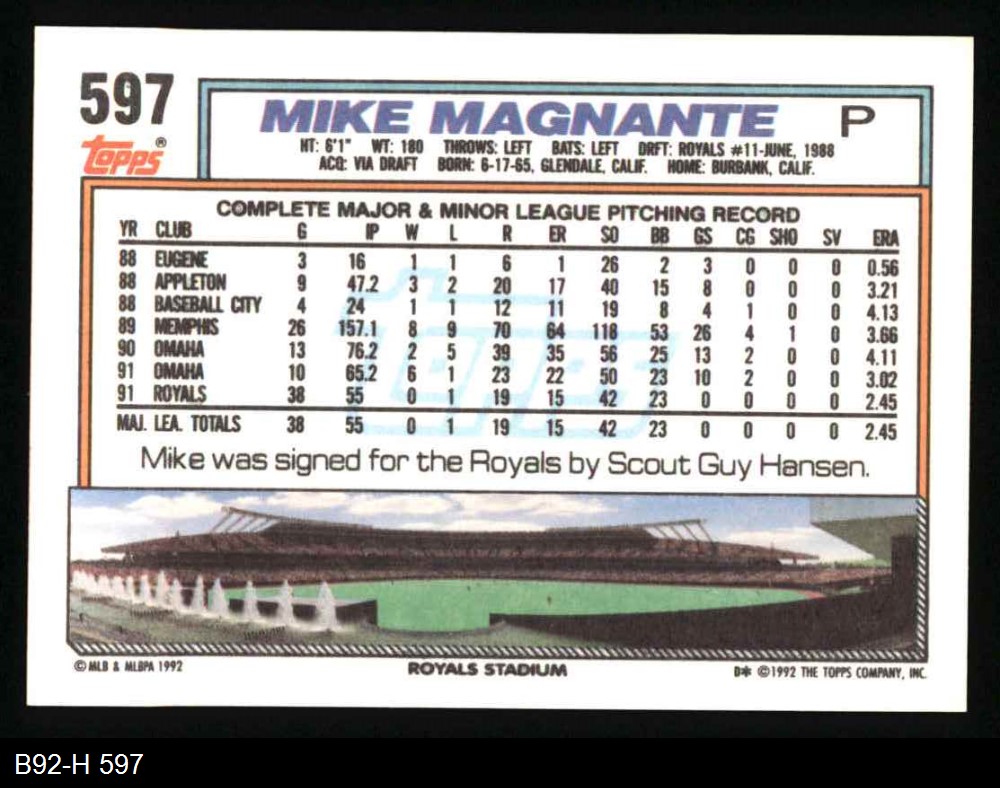 597
Topps®
MIKE MAGNANTE P
HT: 6'1" WT: 180 THROWS: LEFT BATS: LEFT DRFT: ROYALS #11-JUNE, 1988
ACQ: VIA DRAFT BORN: 6-17-65, GLENDALE, CALIF. HOME: BURBANK, CALIF.
COMPLETE MAJOR & MINOR LEAGUE PITCHING RECORD
YR CLUB G IP W L R ER SO BB GS CG SHO SV ERA
88 EUGENE 3 16 1 1 6 1 26 2 3 0 0 0 0.56
88 APPLETON 9 47.2 3 2 20 17 40 15 8 0 0 0 3.21
88 BASEBALL CITY 4 24 1 1 12 11 19 8 4 1 0 0 4.13
89 MEMPHIS 26 157.1 8 9 70 64 118 53 26 4 1 0 3.66
90 OMAHA 13 76.2 2 5 39 35 56 25 13 2 0 0 4.11
91 OMAHA 10 65.2 6 1 23 22 50 23 10 2 0 0 3.02
91 ROYALS 38 55 0 1 19 15 42 23 0 0 0 0 2.45
MAJ. LEA. TOTALS 38 55 0 1 19 15 42 23 0 0 0 0 2.45
Topps
Mike was signed for the Royals by Scout Guy Hansen.
© MLB & MLBPA 1992 ROYALS STADIUM D* © 1992 THE TOPPS COMPANY, INC.
B92-H 597